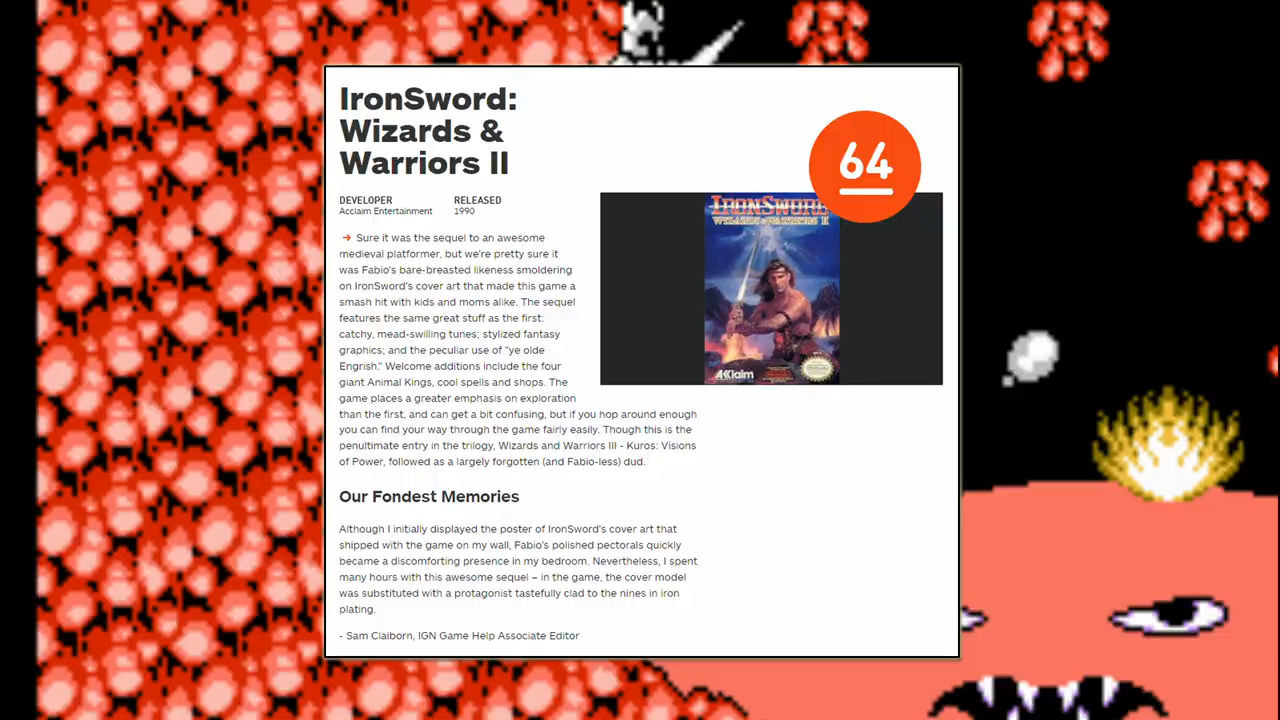 IronSword:
Wizards &
Warriors II
64
DEVELOPER RELEASED
Acclaim Entertainment 1990
➔ Sure it was the sequel to an awesome
medieval platformer, but we're pretty sure it
was Fabio's bare-breasted likeness smoldering
on IronSword's cover art that made this game a
smash hit with kids and moms alike. The sequel
features the same great stuff as the first:
catchy, mead-swilling tunes; stylized fantasy
graphics; and the peculiar use of "ye olde
Engrish." Welcome additions include the four
giant Animal Kings, cool spells and shops. The
game places a greater emphasis on exploration
than the first, and can get a bit confusing, but if you hop around enough
you can find your way through the game fairly easily. Though this is the
penultimate entry in the trilogy, Wizards and Warriors III - Kuros: Visions
of Power, followed as a largely forgotten (and Fabio-less) dud.
IRONSWORD
WIZARDS & WARRIORS II
AKklaim
Our Fondest Memories
Although I initially displayed the poster of IronSword's cover art that
shipped with the game on my wall, Fabio's polished pectorals quickly
became a discomforting presence in my bedroom. Nevertheless, I spent
many hours with this awesome sequel – in the game, the cover model
was substituted with a protagonist tastefully clad to the nines in iron
plating.
- Sam Claiborn, IGN Game Help Associate Editor